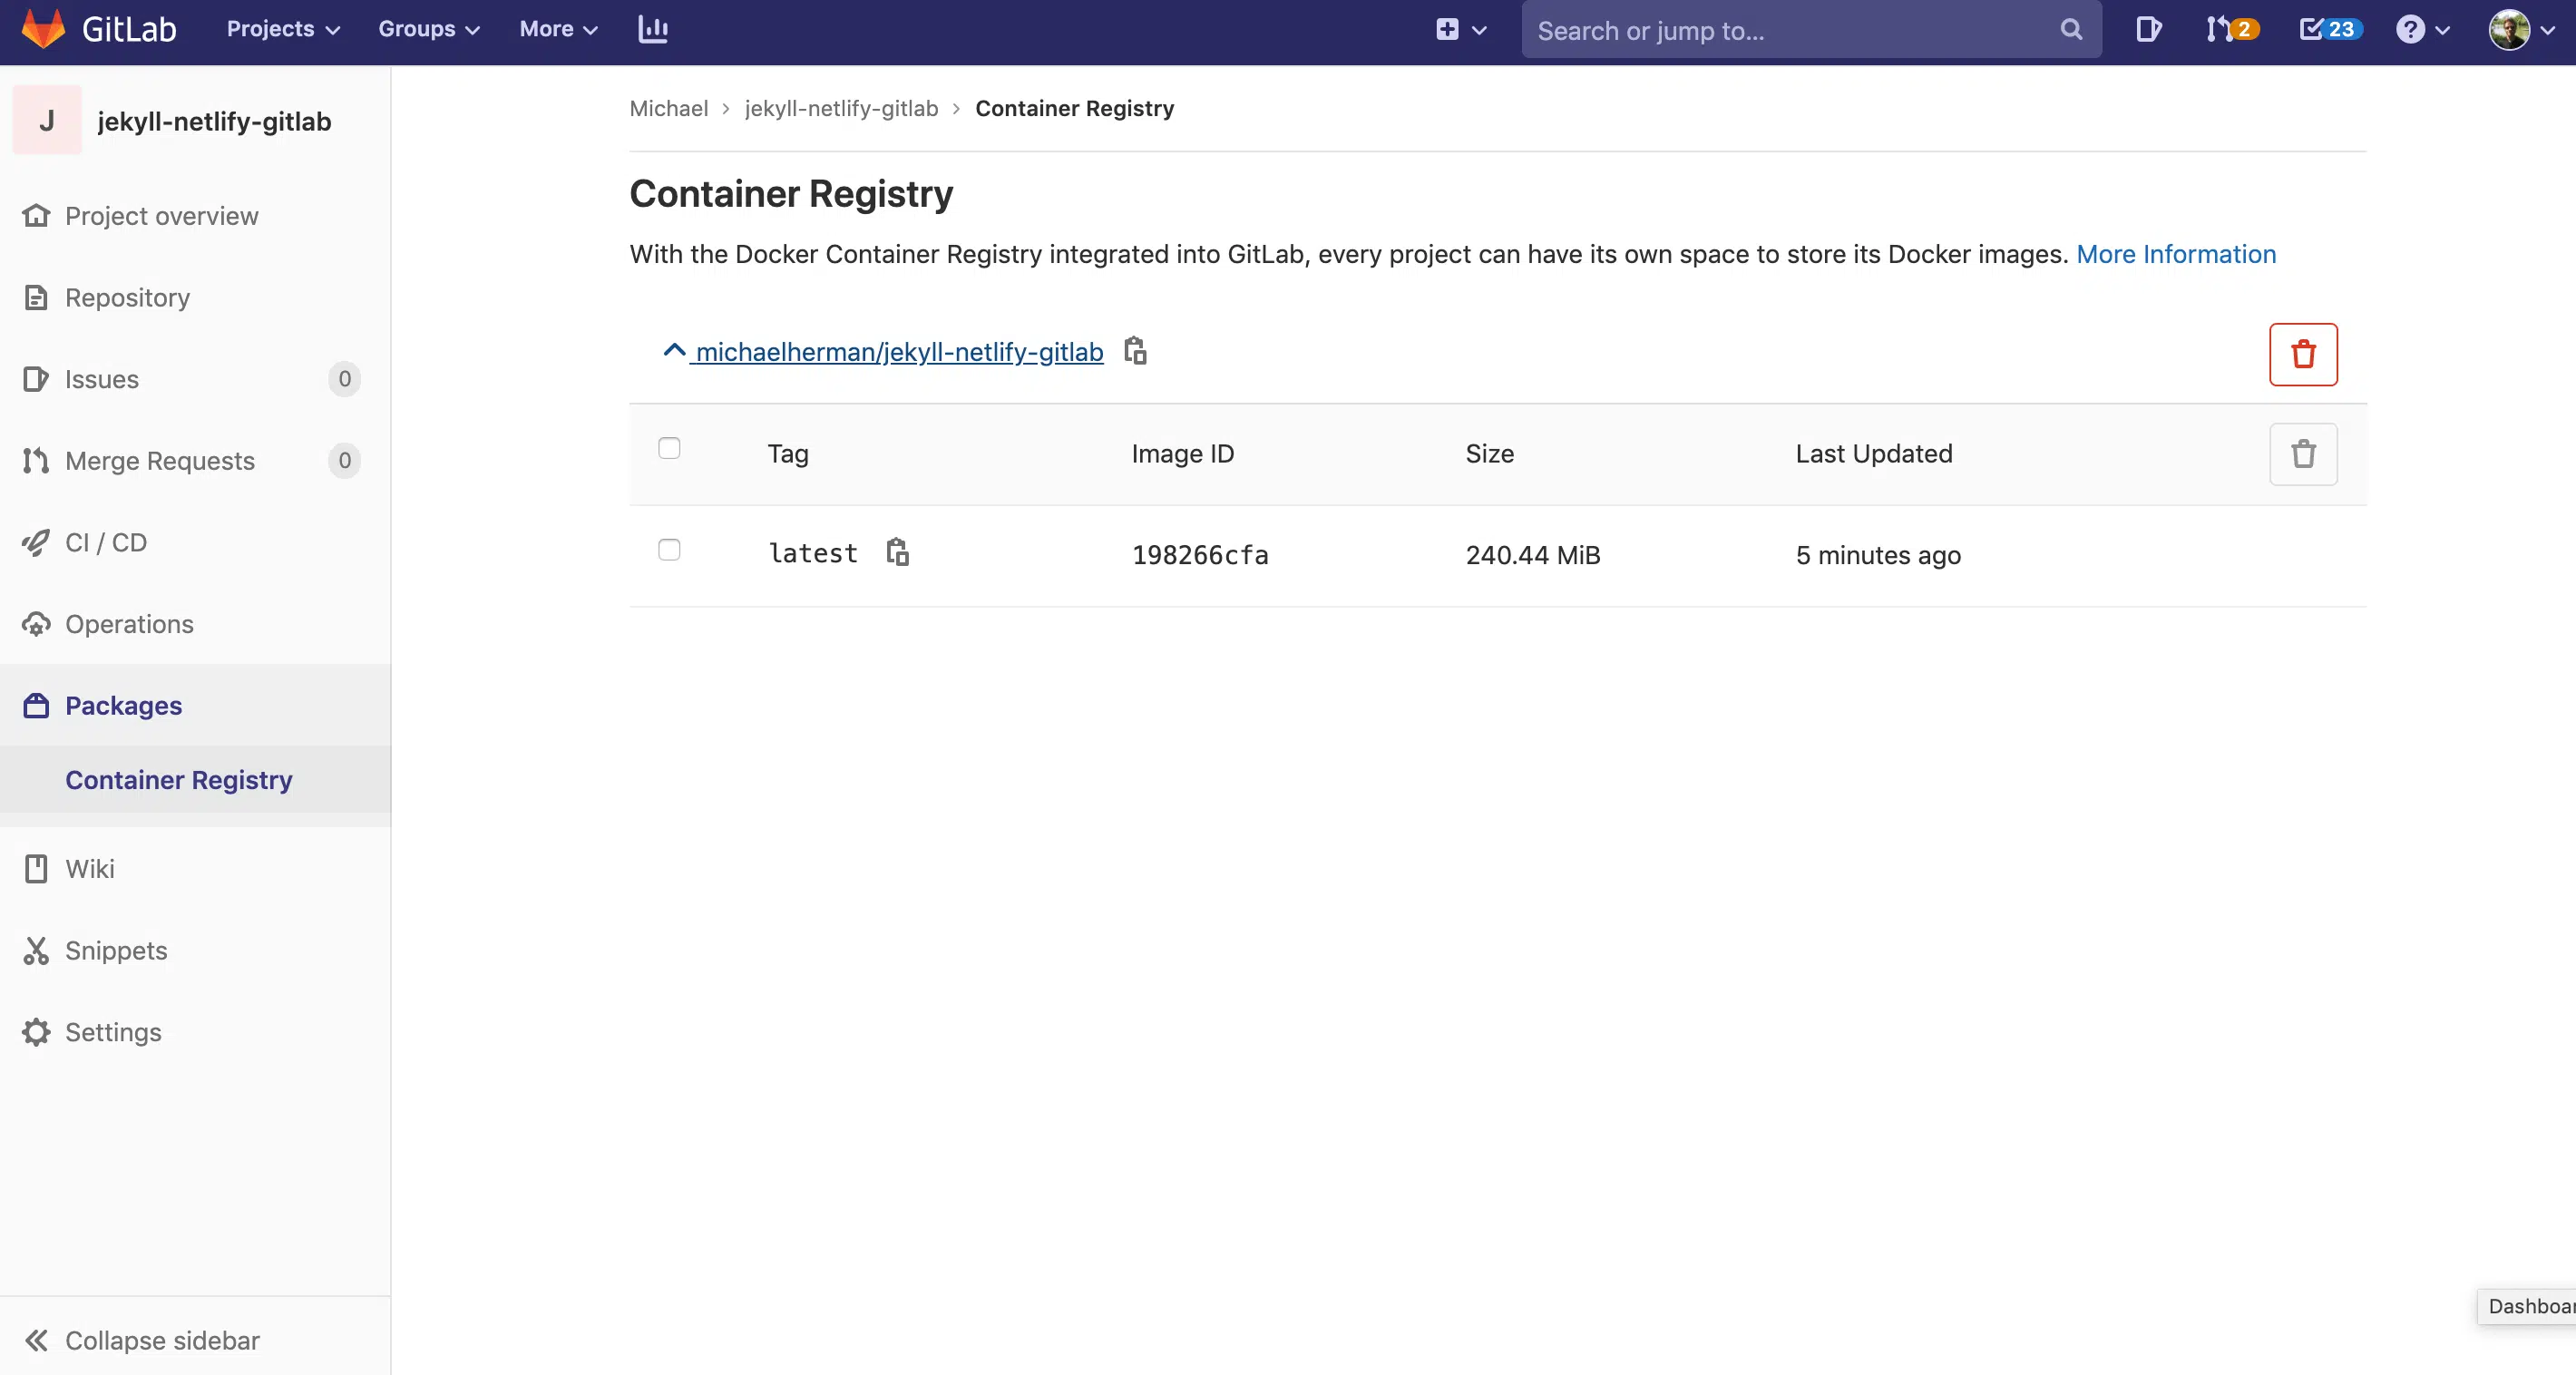 GitLab Projects Groups More Search or jump to... 2 23
J jekyll-netlify-gitlab
Project overview
Repository
Issues 0
Merge Requests 0
CI / CD
Operations
Packages
Container Registry
Wiki
Snippets
Settings
Collapse sidebar
Michael > jekyll-netlify-gitlab > Container Registry
Container Registry
With the Docker Container Registry integrated into GitLab, every project can have its own space to store its Docker images. More Information
michaelherman/jekyll-netlify-gitlab
Tag Image ID Size Last Updated
latest 198266cfa 240.44 MiB 5 minutes ago
Dashboar